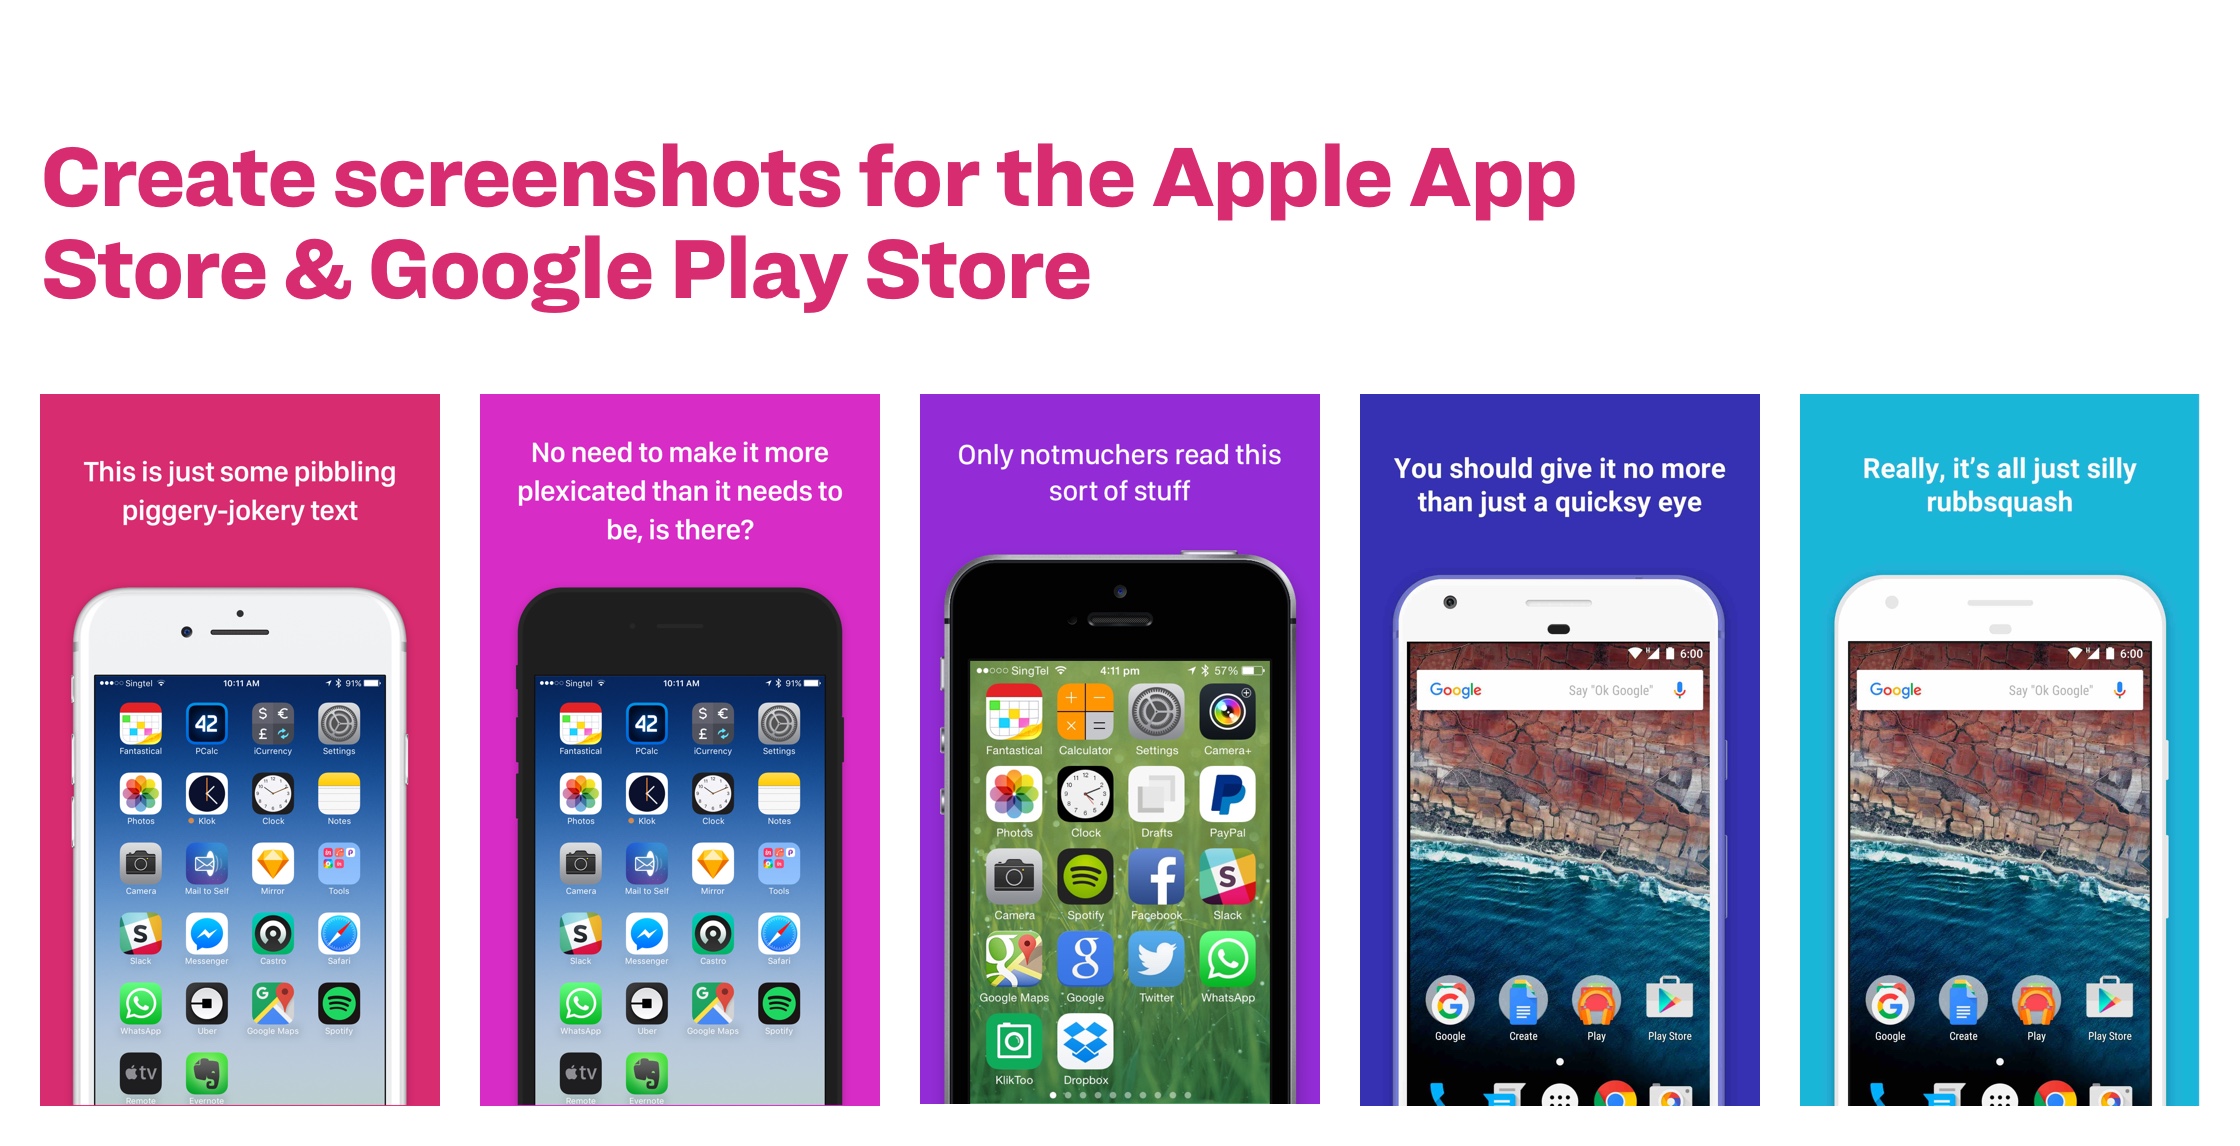 Create screenshots for the Apple App
Store & Google Play Store
This is just some pibbling
piggery-jokery text
Singtel 10:11 AM 91%
42 $ € £
Fantastical PCalc iCurrency Settings
Photos Klok Clock Notes
Camera Mail to Self Mirror Tools
S
Slack Messenger Castro Safari
G
WhatsApp Uber Google Maps Spotify
tv
Remote Evernote
No need to make it more
plexicated than it needs to
be, is there?
Singtel 10:11 AM 91%
42 $ € £
Fantastical PCalc iCurrency Settings
Photos Klok Clock Notes
Camera Mail to Self Mirror Tools
S
Slack Messenger Castro Safari
G
WhatsApp Uber Google Maps Spotify
tv
Remote Evernote
Only notmuchers read this
sort of stuff
SingTel 4:11 pm 57%
Fantastical Calculator Settings Camera+
Photos Clock Drafts PayPal
S
Camera Spotify Facebook Slack
g
Google Maps Google Twitter WhatsApp
KlikToo Dropbox
You should give it no more
than just a quicksy eye
H 6:00
Google Say "Ok Google"
G
Google Create Play Play Store
Really, it's all just silly
rubbsquash
H 6:00
Google Say "Ok Google"
G
Google Create Play Play Store